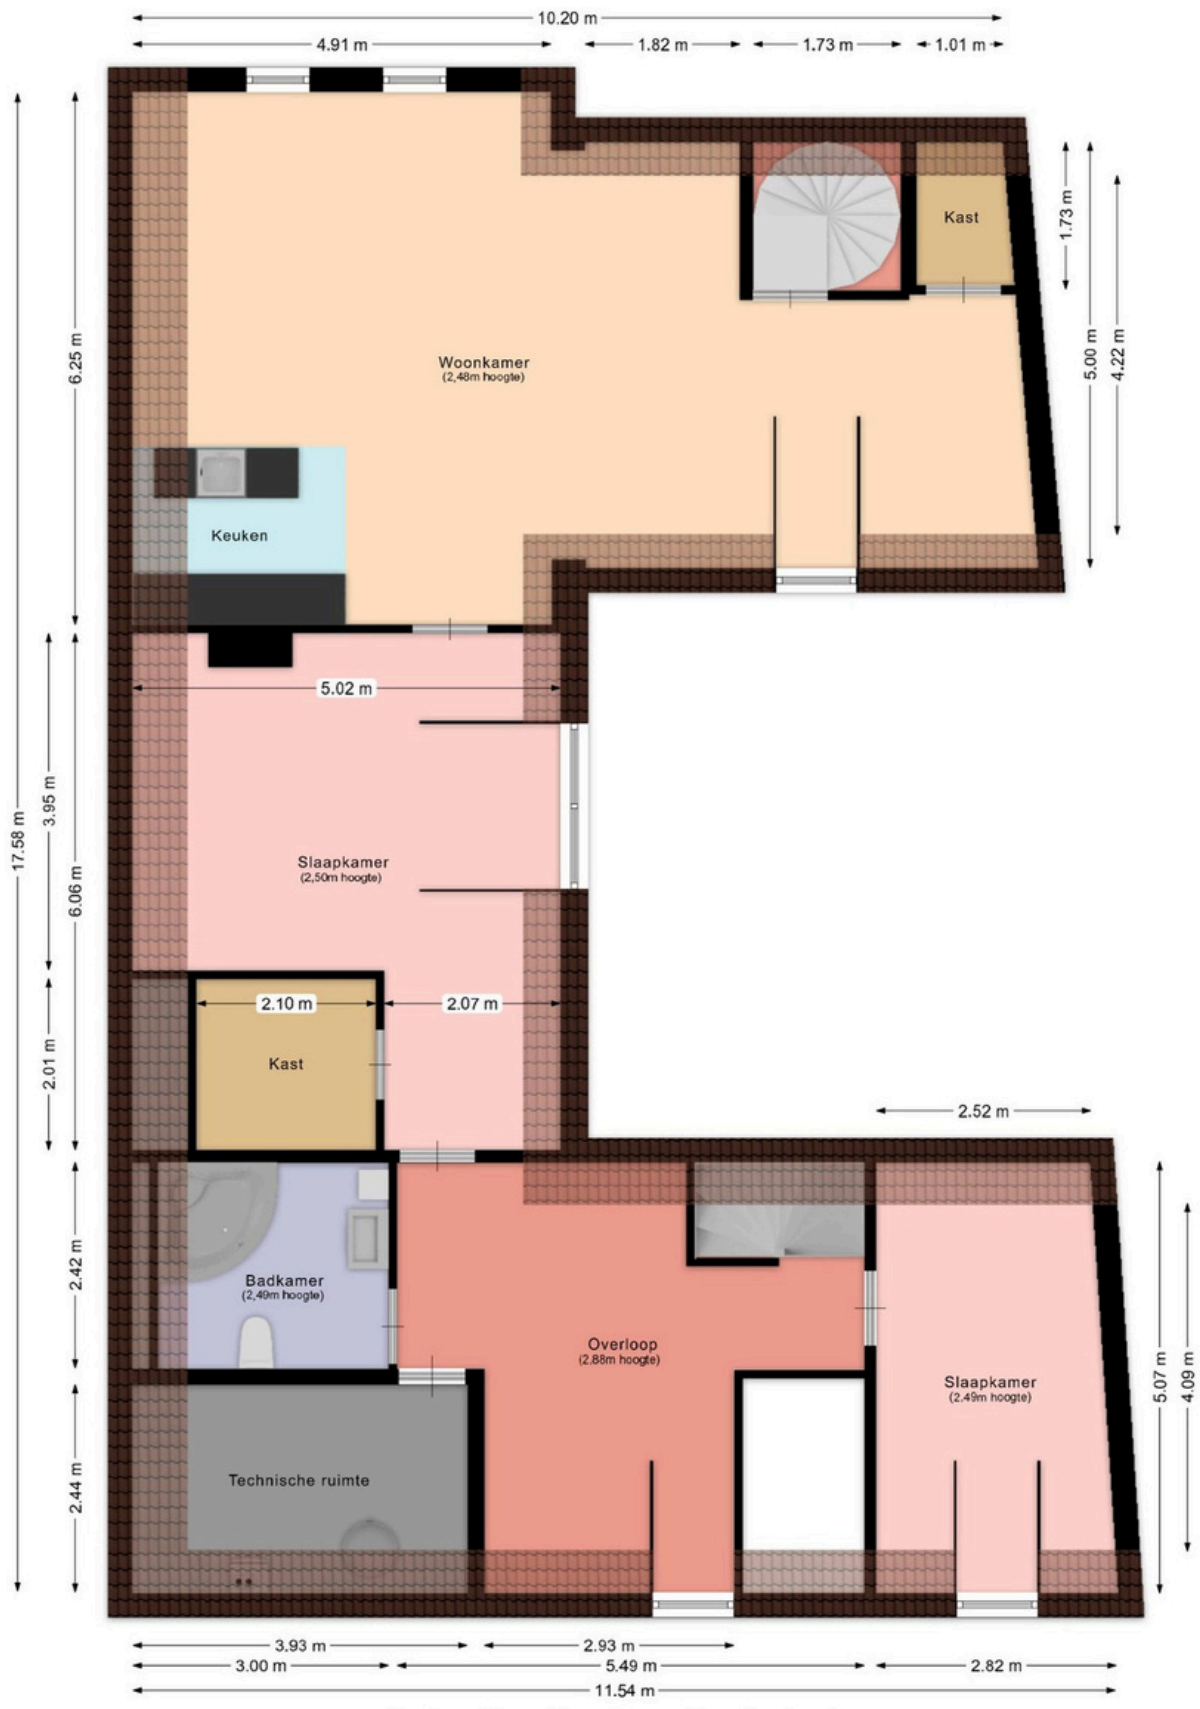 10.20 m
4.91 m
1.82 m
1.73 m
1.01 m
Kast
1.73 m
5.00 m
4.22 m
6.25 m
Woonkamer
(2,48m hoogte)
Keuken
5.02 m
17.58 m
3.95 m
6.06 m
Slaapkamer
(2,50m hoogte)
2.10 m
2.07 m
Kast
2.01 m
2.52 m
2.42 m
Badkamer
(2,49m hoogte)
Overloop
(2.88m hoogte)
Slaapkamer
(2.49m hoogte)
5.07 m
4.09 m
2.44 m
Technische ruimte
3.93 m
2.93 m
3.00 m
5.49 m
2.82 m
11.54 m